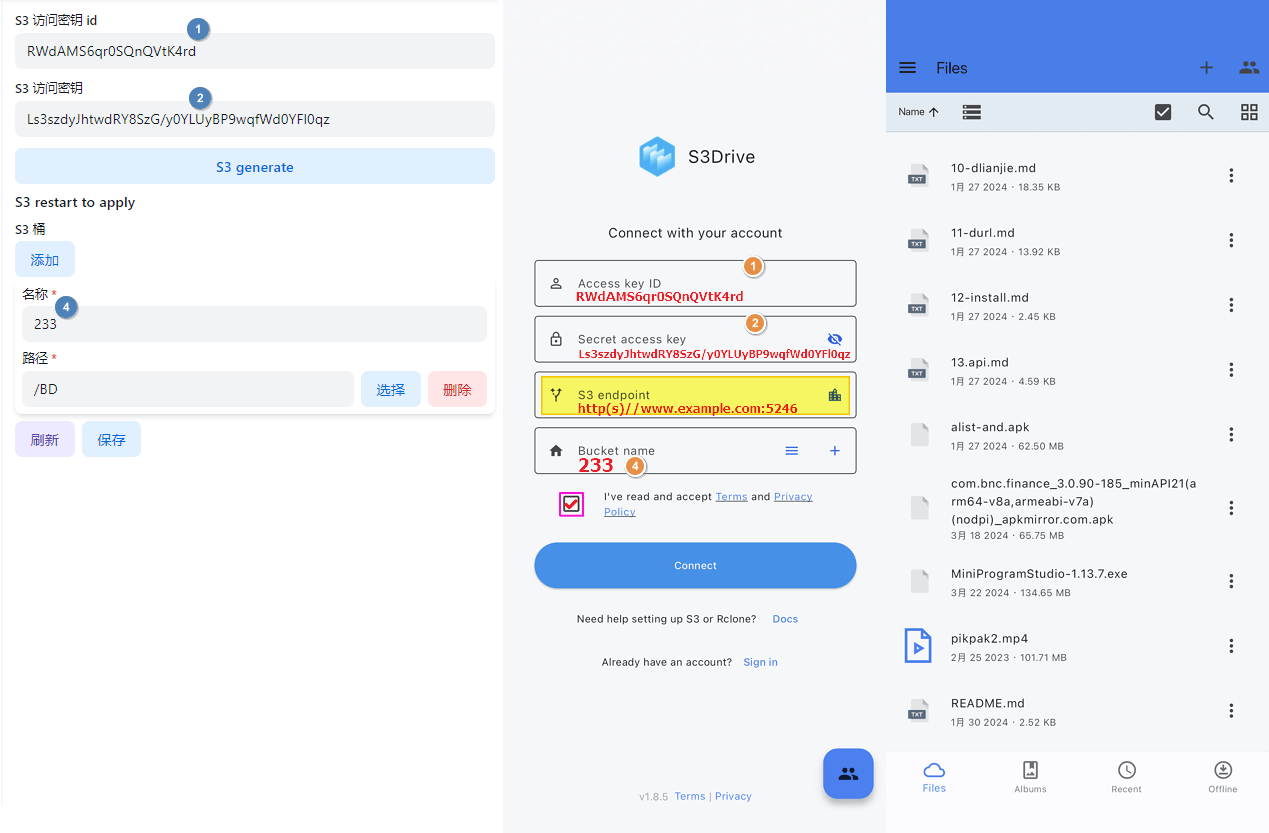 S3 访问密钥 id
1
RWdAMS6qr0SQnQVtK4rd
S3 访问密钥
2
Ls3szdyJhtwdRY8SzG/y0YLUyBP9wqfWd0YFl0qz
S3 generate
S3 restart to apply
S3 桶
添加
名称 *
4
233
路径 *
/BD
选择
删除
刷新
保存
S3Drive
Connect with your account
1
Access key ID
RWdAMS6qr0SQnQVtK4rd
2
Secret access key
Ls3szdyJhtwdRY8SzG/y0YLUyBP9wqfWd0YFl0qz
S3 endpoint
http(s)//www.example.com:5246
Bucket name
233
4
I've read and accept Terms and Privacy
Policy
Connect
Need help setting up S3 or Rclone? Docs
Already have an account? Sign in
v1.8.5 Terms | Privacy
Files
Name
TXT
10-dlianjie.md
1月 27 2024 · 18.35 KB
TXT
11-durl.md
1月 27 2024 · 13.92 KB
TXT
12-install.md
1月 27 2024 · 2.45 KB
TXT
13.api.md
1月 27 2024 · 4.59 KB
alist-and.apk
1月 27 2024 · 62.50 MB
com.bnc.finance_3.0.90-185_minAPI21(a
rm64-v8a,armeabi-v7a)
(nodpi)_apkmirror.com.apk
3月 18 2024 · 65.75 MB
MiniProgramStudio-1.13.7.exe
3月 22 2024 · 134.65 MB
pikpak2.mp4
2月 25 2023 · 101.71 MB
TXT
README.md
1月 30 2024 · 2.52 KB
Files
Albums
Recent
Offline